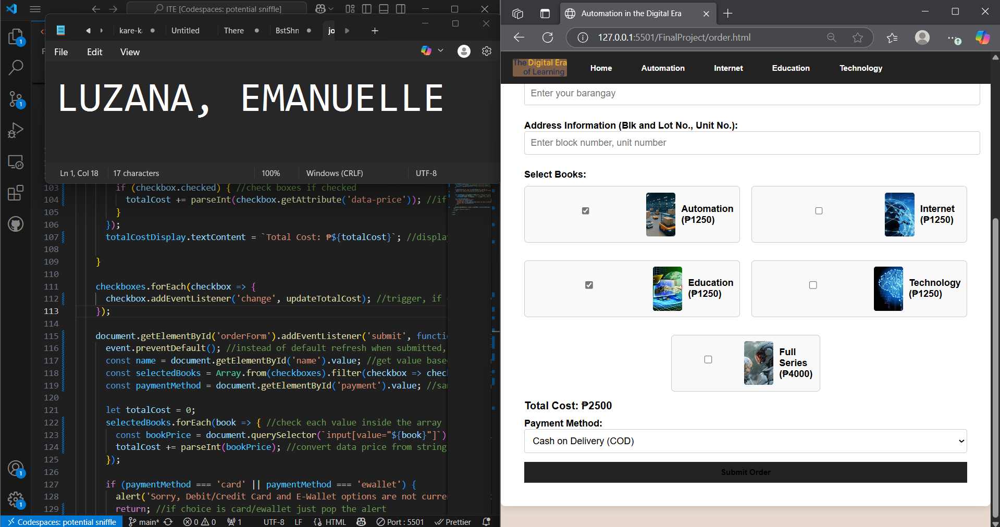 ITE [Codespaces: potential sniffle]
kare-k
Untitled
There
BstShn
File
Edit
View
LUZANA, EMANUELLE
Ln 1, Col 18
17 characters
100%
Windows (CRLF)
UTF-8
103 if (checkbox.checked) { //check boxes if checked
104 totalCost += parseInt(checkbox.getAttribute('data-price')); //if
105 }
106 });
107 totalCostDisplay.textContent = `Total Cost: ₱${totalCost}`; //display
108
109 }
110
111 checkboxes.forEach(checkbox => {
112 checkbox.addEventListener('change', updateTotalCost); //trigger, if
113 });
114
115 document.getElementById('orderForm').addEventListener('submit', functi
116 event.preventDefault(); //instead of default refresh when submitted,
117 const name = document.getElementById('name').value; //get value base
118 const selectedBooks = Array.from(checkboxes).filter(checkbox => chec
119 const paymentMethod = document.getElementById('payment').value; //sa
120
121 let totalCost = 0;
122 selectedBooks.forEach(book => { //check each value inside the array
123 const bookPrice = document.querySelector(`input[value="${book}"]`)
124 totalCost += parseInt(bookPrice); //convert data price from string
125 });
126
127 if (paymentMethod === 'card' || paymentMethod === 'ewallet') {
128 alert('Sorry, Debit/Credit Card and E-Wallet options are not curre
129 return; //if choice is card/ewallet just pop the alert
Codespaces: potential sniffle
main*
0
0
1
UTF-8
LF
HTML
Port : 5501
Prettier
1
1
1
1
Automation in the Digital Era
127.0.0.1:5501/FinalProject/order.html
The Digital Era
of Learning
Home
Automation
Internet
Education
Technology
Enter your barangay
Address Information (Blk and Lot No., Unit No.):
Enter block number, unit number
Select Books:
Automation
(₱1250)
Internet
(₱1250)
Education
(₱1250)
Technology
(₱1250)
Full
Series
(₱4000)
Total Cost: ₱2500
Payment Method:
Cash on Delivery (COD)
Submit Order